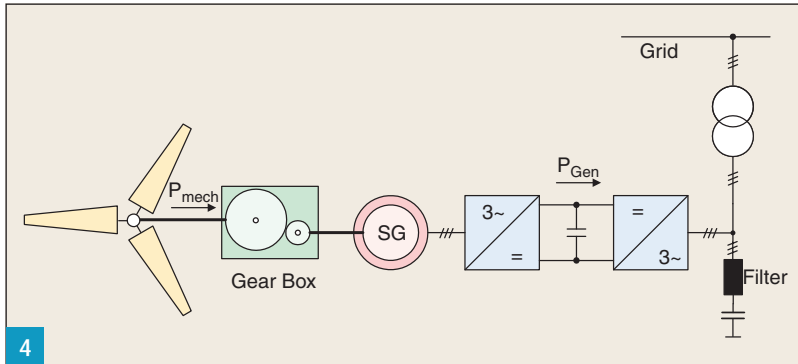 Grid
P_mech
P_Gen
3~
=
=
3~
SG
Gear Box
Filter
4